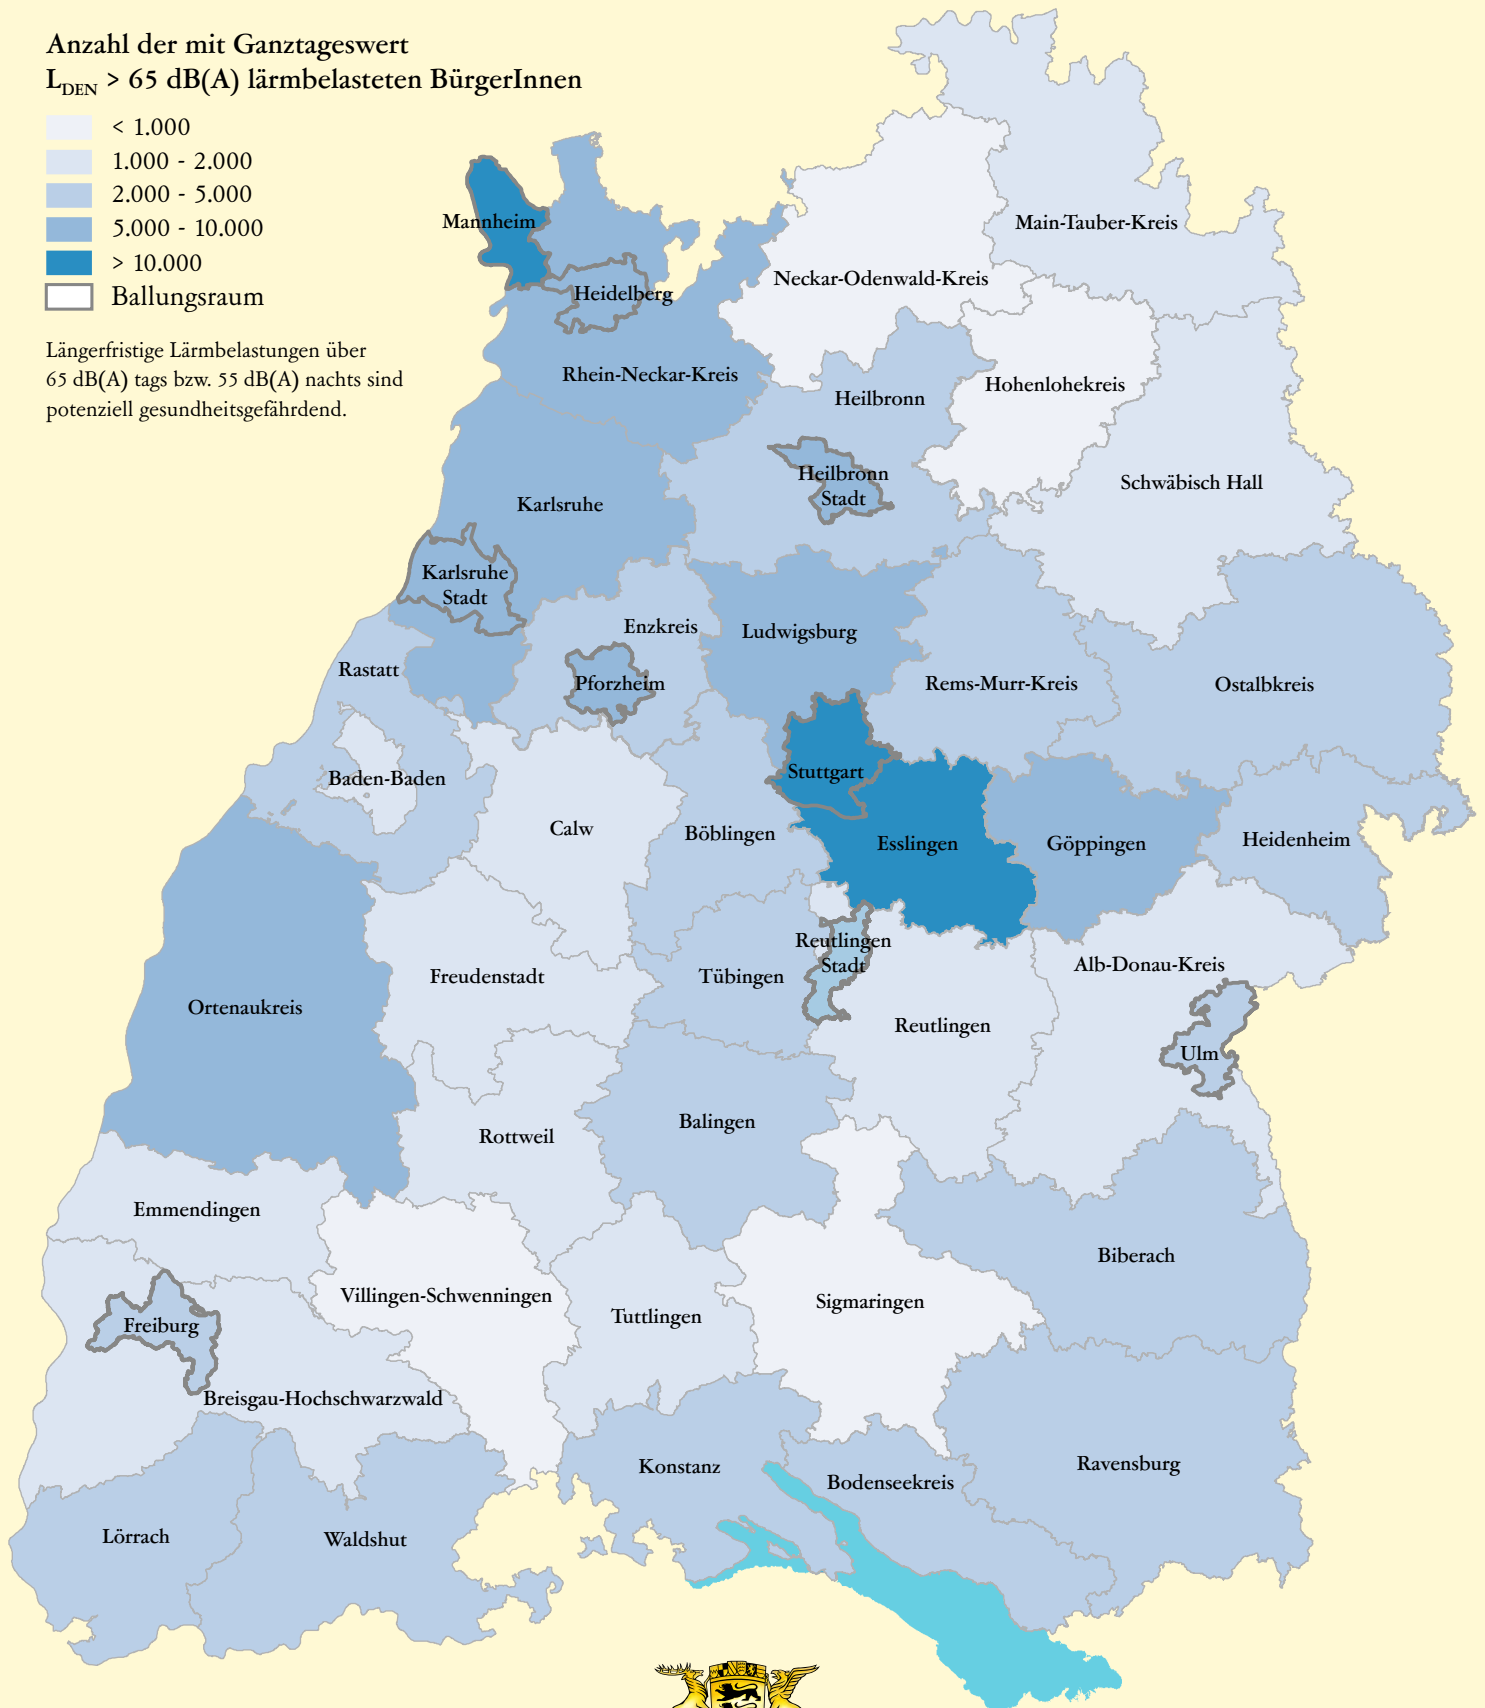 Anzahl der mit Ganztageswert
LDEN > 65 dB(A) lärmbelasteten BürgerInnen
< 1.000
1.000 - 2.000
2.000 - 5.000
5.000 - 10.000
> 10.000
Ballungsraum
Längerfristige Lärmbelastungen über
65 dB(A) tags bzw. 55 dB(A) nachts sind
potenziell gesundheitsgefährdend.
Mannheim
Main-Tauber-Kreis
Neckar-Odenwald-Kreis
Heidelberg
Rhein-Neckar-Kreis
Hohenlohekreis
Heilbronn
Heilbronn
Stadt
Schwäbisch Hall
Karlsruhe
Karlsruhe
Stadt
Enzkreis
Ludwigsburg
Rastatt
Pforzheim
Rems-Murr-Kreis
Ostalbkreis
Stuttgart
Baden-Baden
Calw
Böblingen
Esslingen
Göppingen
Heidenheim
Reutlingen
Stadt
Alb-Donau-Kreis
Freudenstadt
Tübingen
Ortenaukreis
Reutlingen
Ulm
Balingen
Rottweil
Emmendingen
Biberach
Villingen-Schwenningen
Sigmaringen
Tuttlingen
Freiburg
Breisgau-Hochschwarzwald
Konstanz
Ravensburg
Bodenseekreis
Lörrach
Waldshut